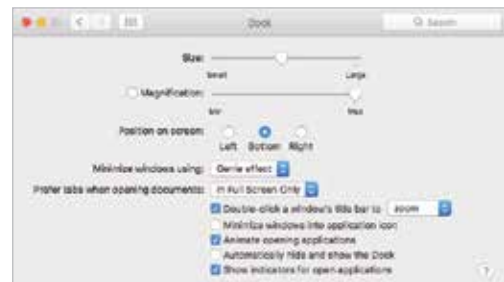 Dock
Search
Size:
Small Large
Magnification:
Min Max
Position on screen:
Left Bottom Right
Minimize windows using: Genie effect
Prefer tabs when opening documents: In Full Screen Only
Double-click a window's title bar to zoom
Minimize windows into application icon
Animate opening applications
Automatically hide and show the Dock
Show indicators for open applications
?